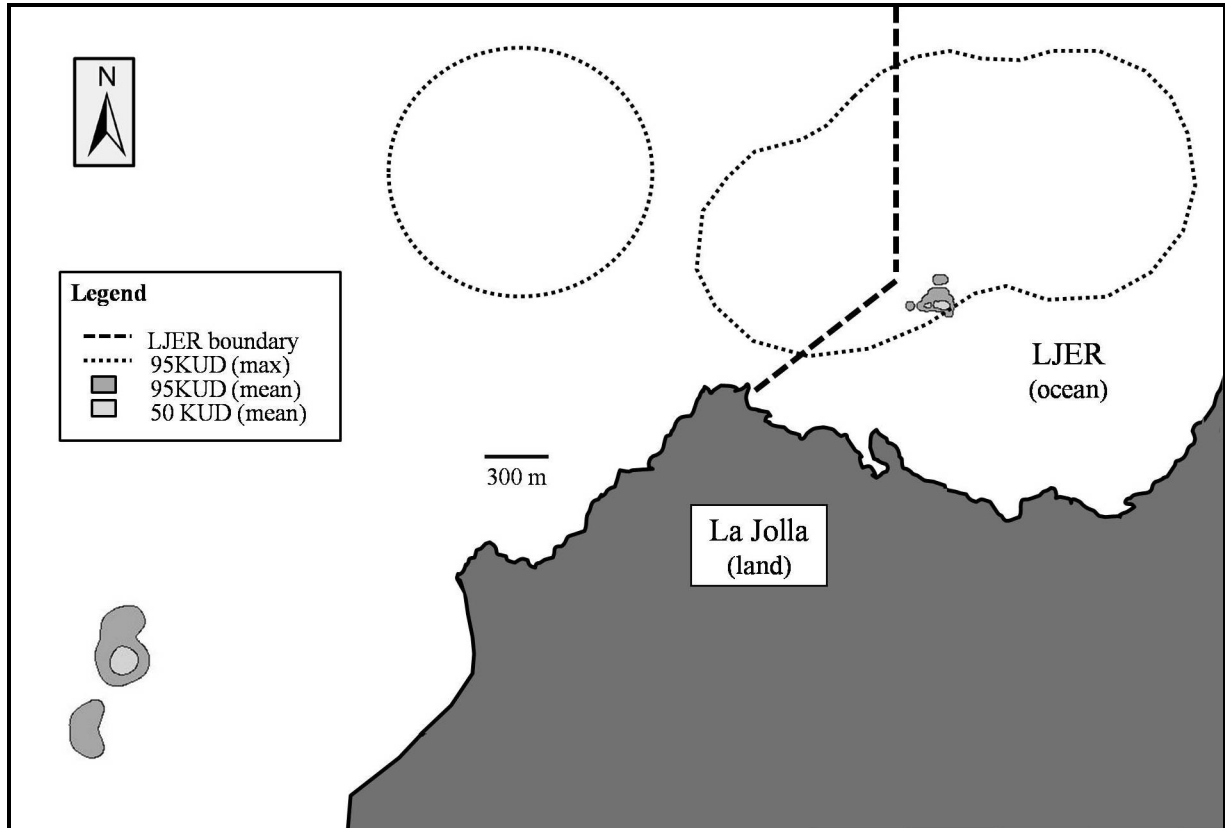 N
Legend
LJER boundary
95KUD (max)
95KUD (mean)
50 KUD (mean)
300 m
LJER
(ocean)
La Jolla
(land)